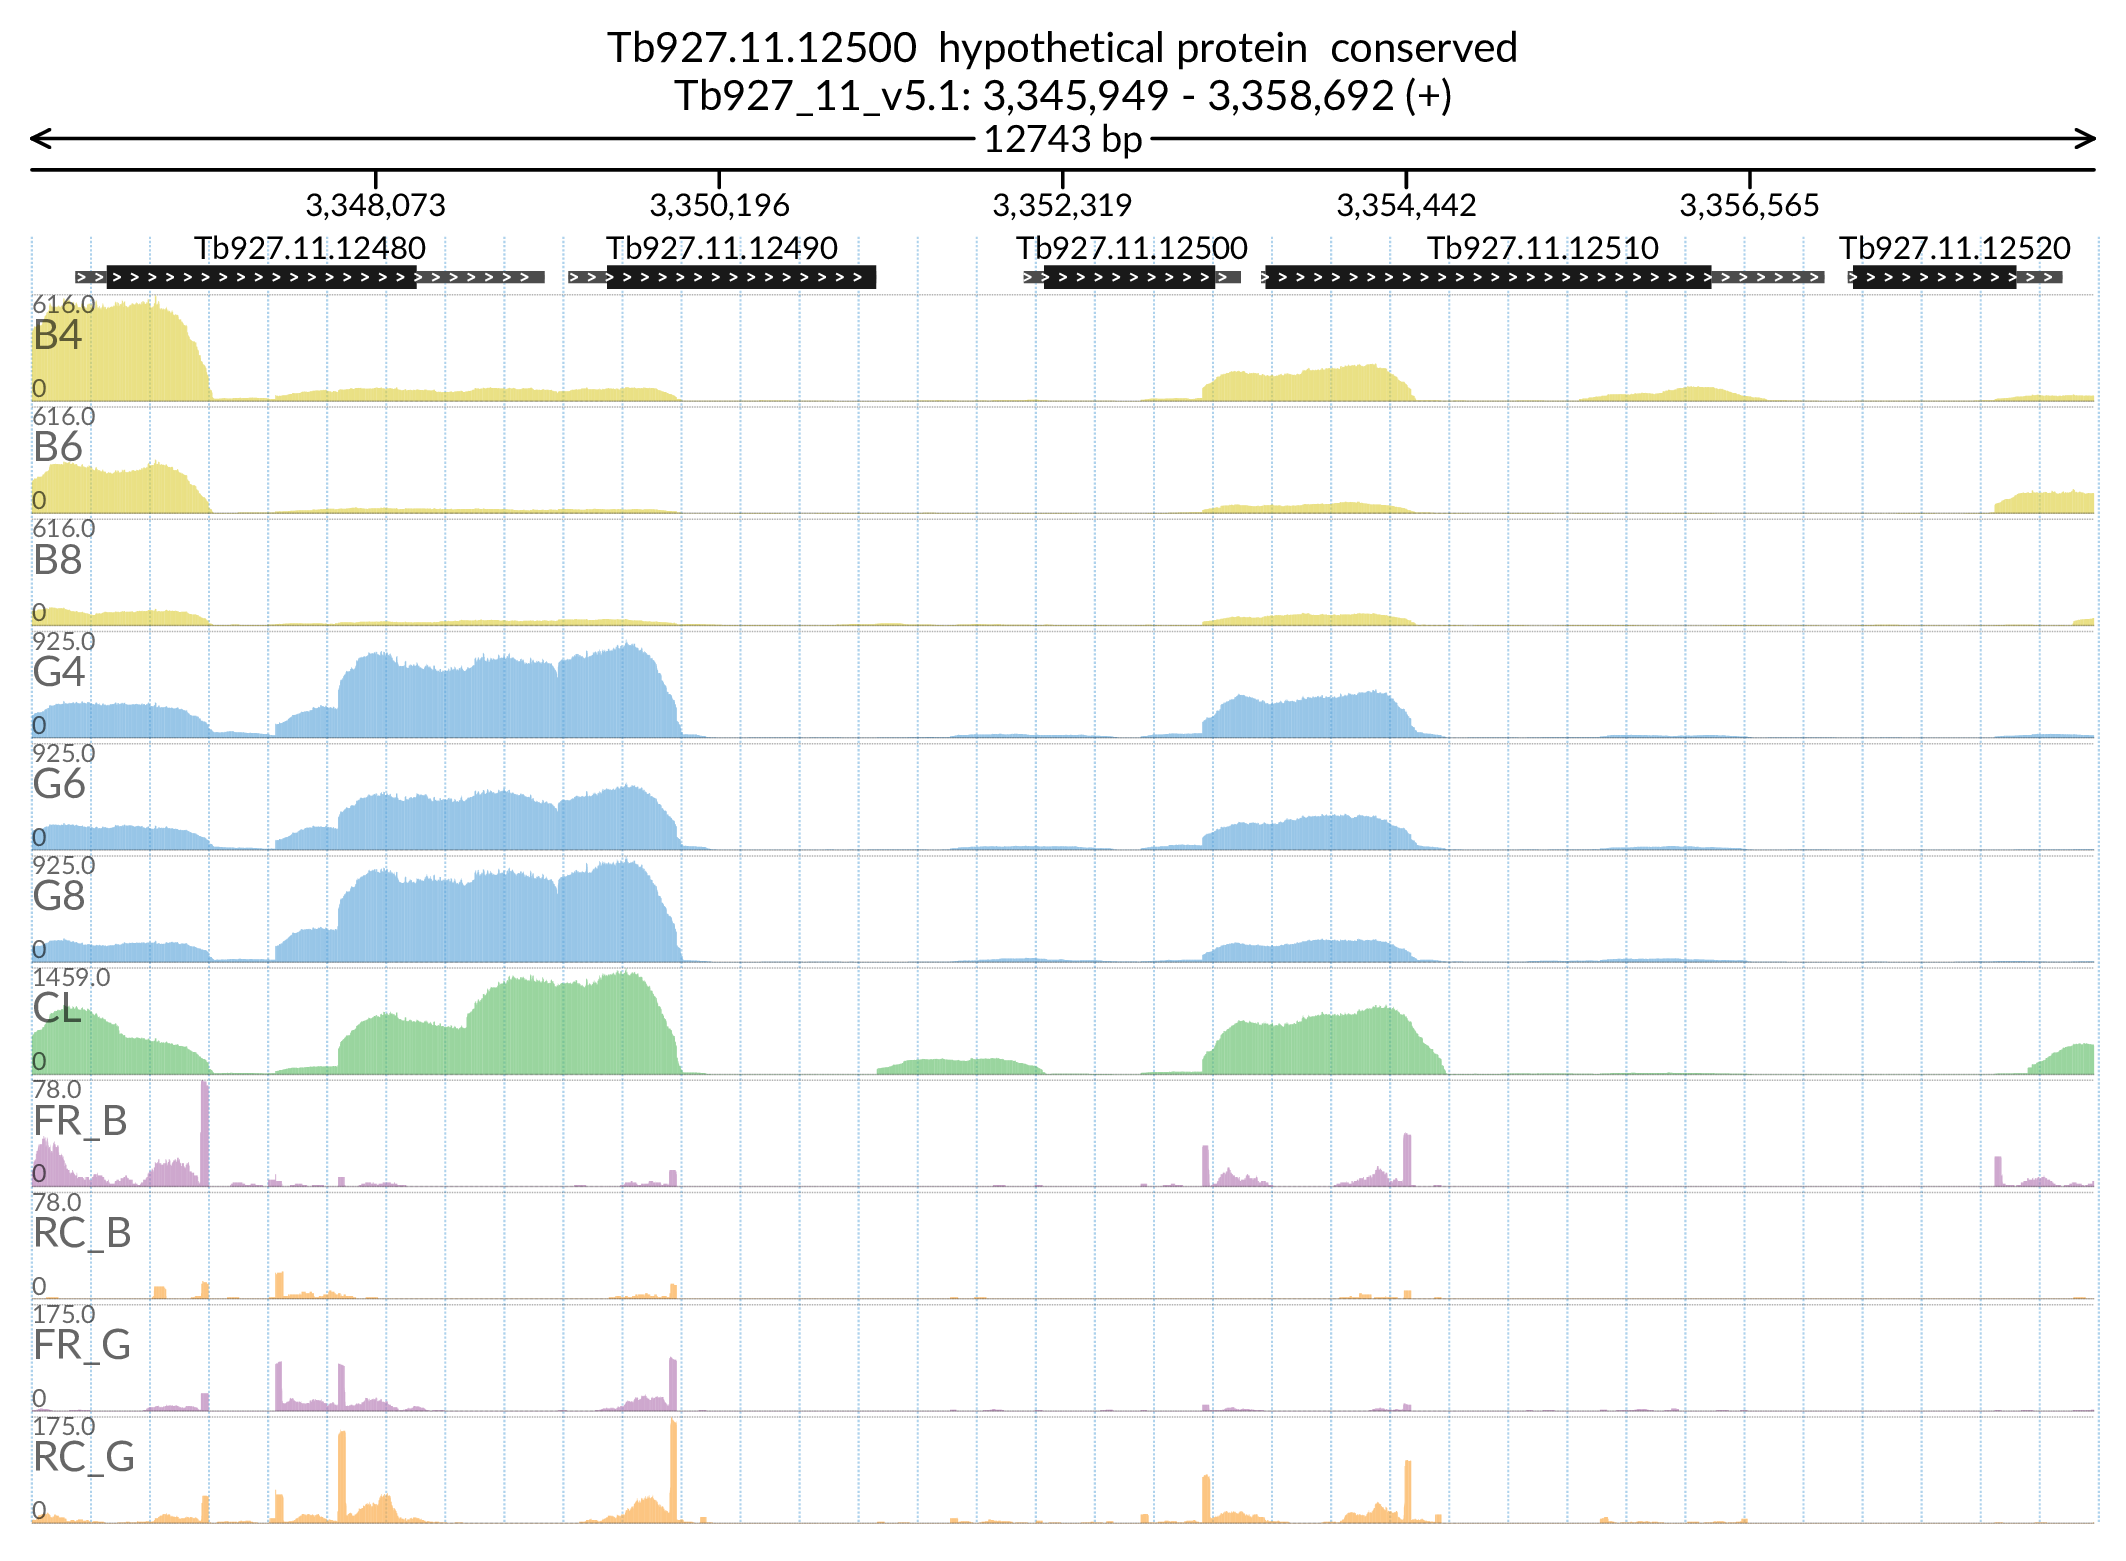 Tb927.11.12500  hypothetical protein  conserved
Tb927_11_v5.1: 3,345,949 - 3,358,692 (+)
12743 bp
3,348,073 3,350,196 3,352,319 3,354,442 3,356,565
Tb927.11.12480 Tb927.11.12490 Tb927.11.12500 Tb927.11.12510 Tb927.11.12520
616.0
B4
0
616.0
B6
0
616.0
B8
0
925.0
G4
0
925.0
G6
0
925.0
G8
0
1459.0
CL
0
78.0
FR_B
0
78.0
RC_B
0
175.0
FR_G
0
175.0
RC_G
0